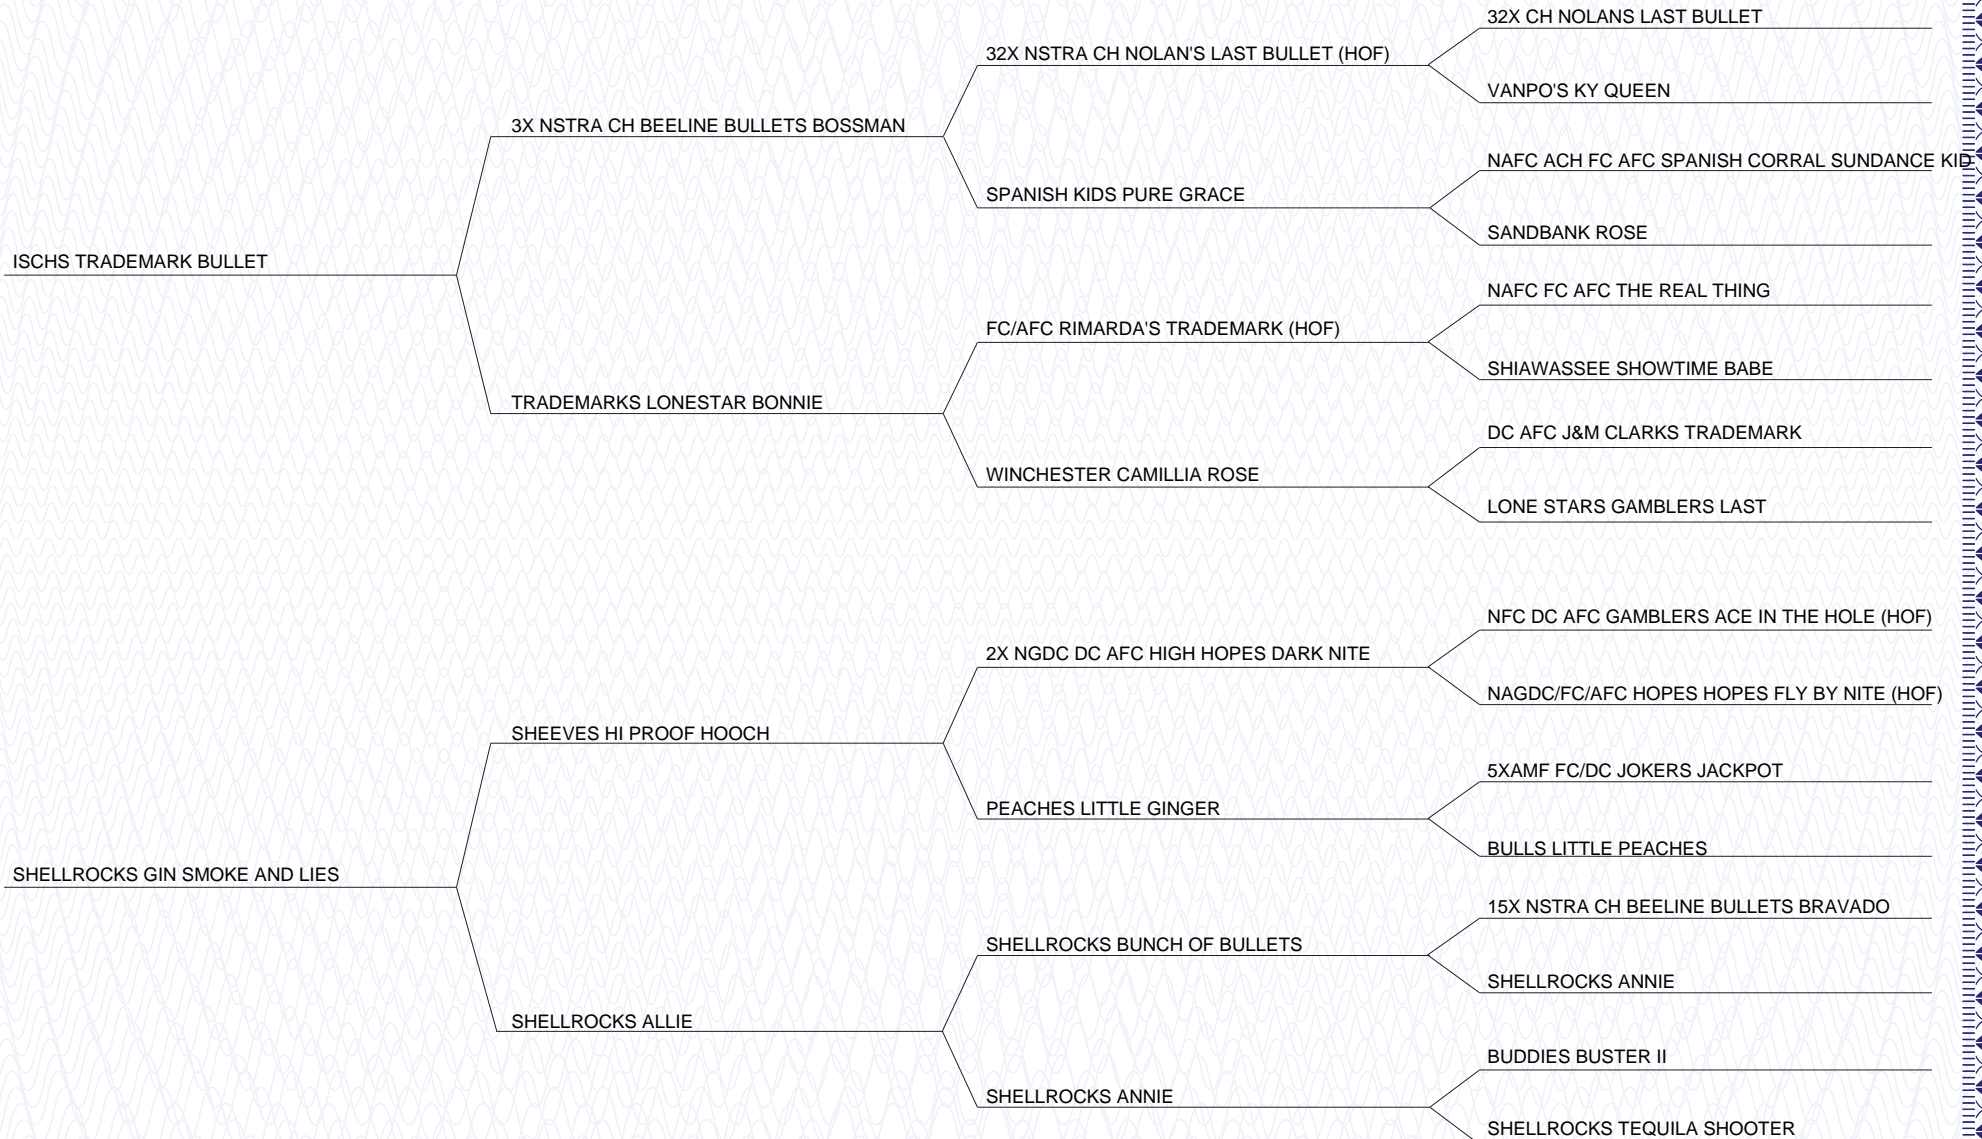 32X CH NOLANS LAST BULLET
32X NSTRA CH NOLAN'S LAST BULLET (HOF)
VANPO'S KY QUEEN
3X NSTRA CH BEELINE BULLETS BOSSMAN
NAFC ACH FC AFC SPANISH CORRAL SUNDANCE KID
SPANISH KIDS PURE GRACE
SANDBANK ROSE
ISCHS TRADEMARK BULLET
NAFC FC AFC THE REAL THING
FC/AFC RIMARDA'S TRADEMARK (HOF)
SHIAWASSEE SHOWTIME BABE
TRADEMARKS LONESTAR BONNIE
DC AFC J&M CLARKS TRADEMARK
WINCHESTER CAMILLIA ROSE
LONE STARS GAMBLERS LAST
NFC DC AFC GAMBLERS ACE IN THE HOLE (HOF)
2X NGDC DC AFC HIGH HOPES DARK NITE
NAGDC/FC/AFC HOPES HOPES FLY BY NITE (HOF)
SHEEVES HI PROOF HOOCH
5XAMF FC/DC JOKERS JACKPOT
PEACHES LITTLE GINGER
BULLS LITTLE PEACHES
SHELLROCKS GIN SMOKE AND LIES
15X NSTRA CH BEELINE BULLETS BRAVADO
SHELLROCKS BUNCH OF BULLETS
SHELLROCKS ANNIE
SHELLROCKS ALLIE
BUDDIES BUSTER II
SHELLROCKS ANNIE
SHELLROCKS TEQUILA SHOOTER